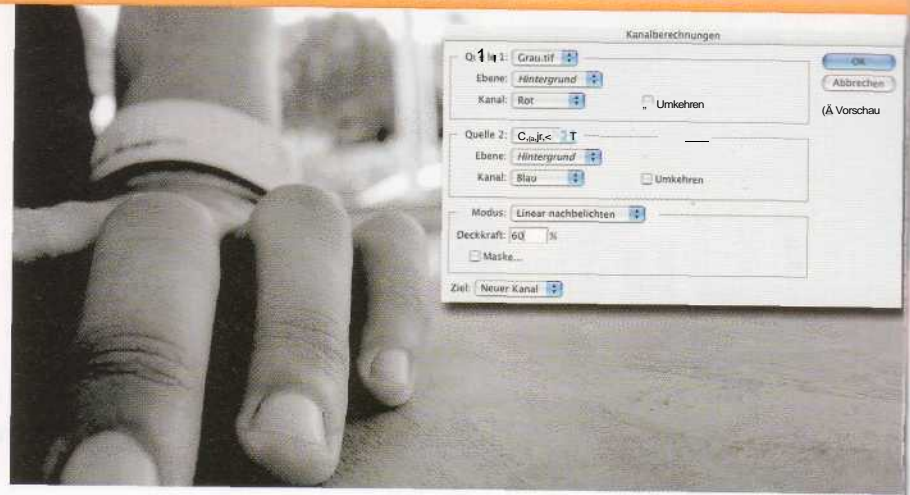 Kanalberechnungen
1: Grau.tif
Ebene: Hintergrund
Kanal: Rot
Umkehren
OK
Abbrechen
Vorschau
Quelle 2:
Ebene: Hintergrund
Kanal: Blau
Umkehren
Modus: Linear nachbelichten
Deckkraft: 60 %
Maske...
Ziel: Neuer Kanal